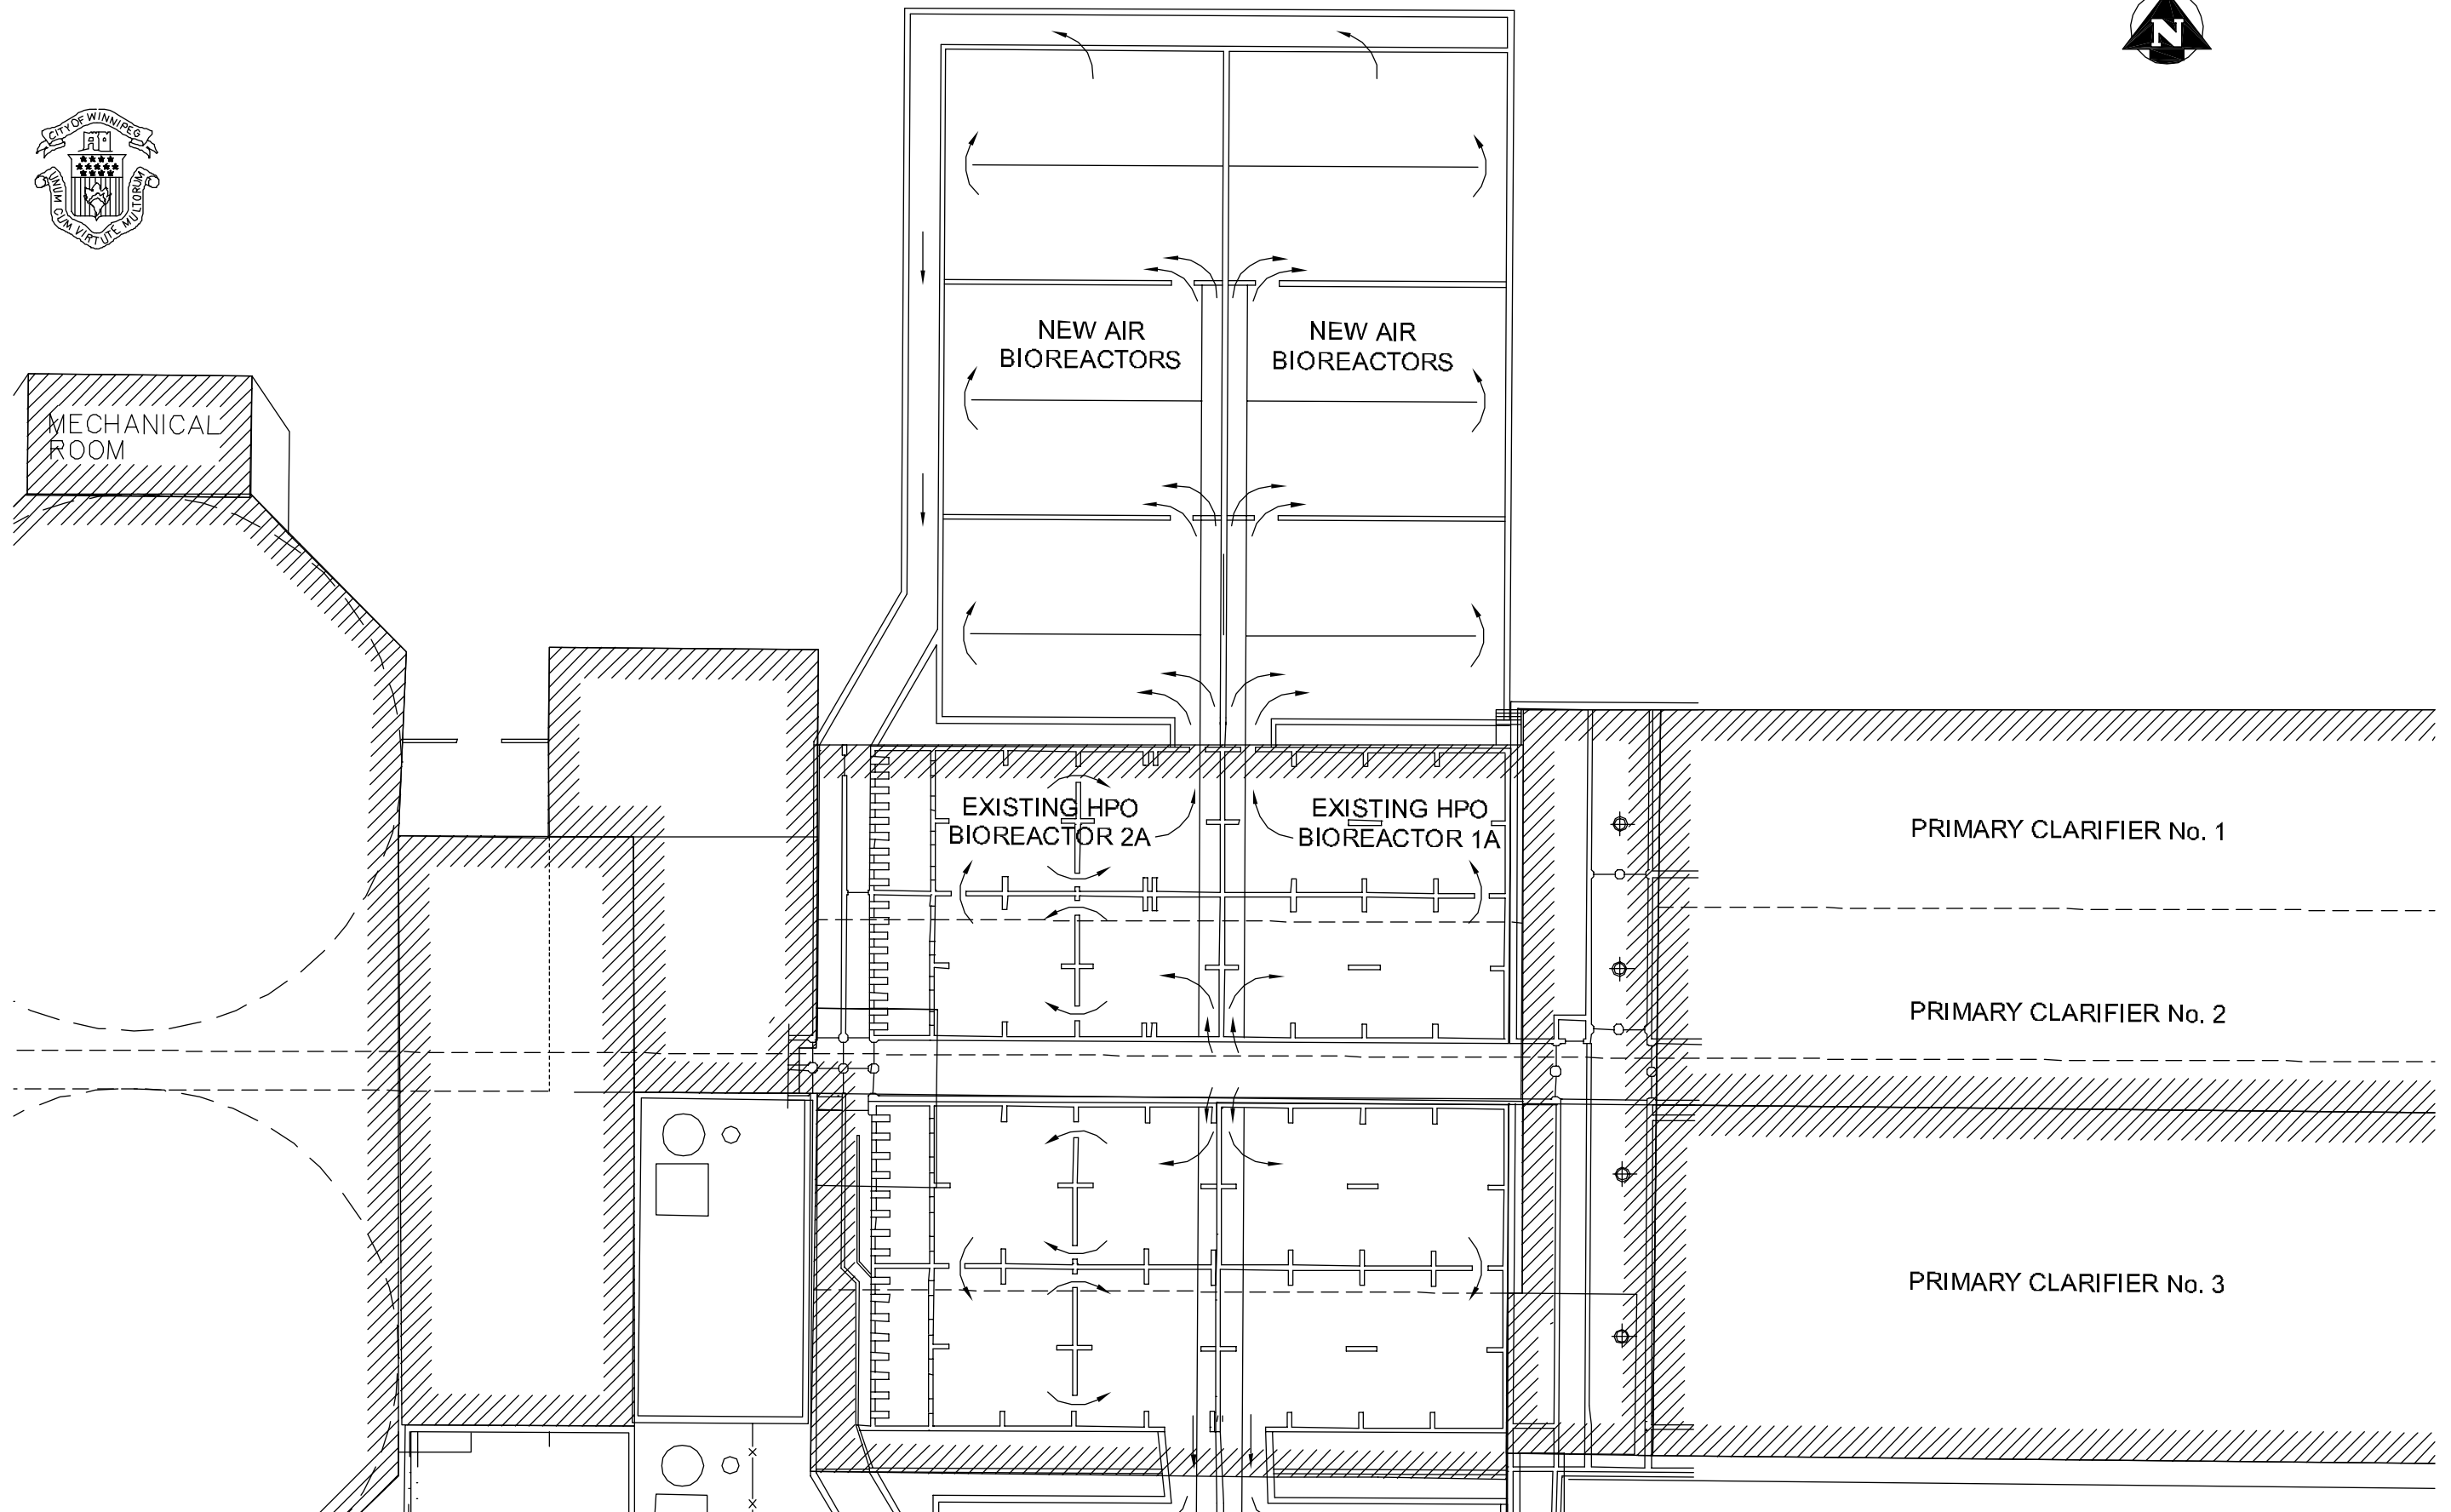 N
CITY OF WINNIPEG
UNUM CUM VIRTUTE MULTORUM
NEW AIR
BIOREACTORS
NEW AIR
BIOREACTORS
MECHANICAL
ROOM
EXISTING HPO
BIOREACTOR 2A
EXISTING HPO
BIOREACTOR 1A
PRIMARY CLARIFIER No. 1
PRIMARY CLARIFIER No. 2
PRIMARY CLARIFIER No. 3